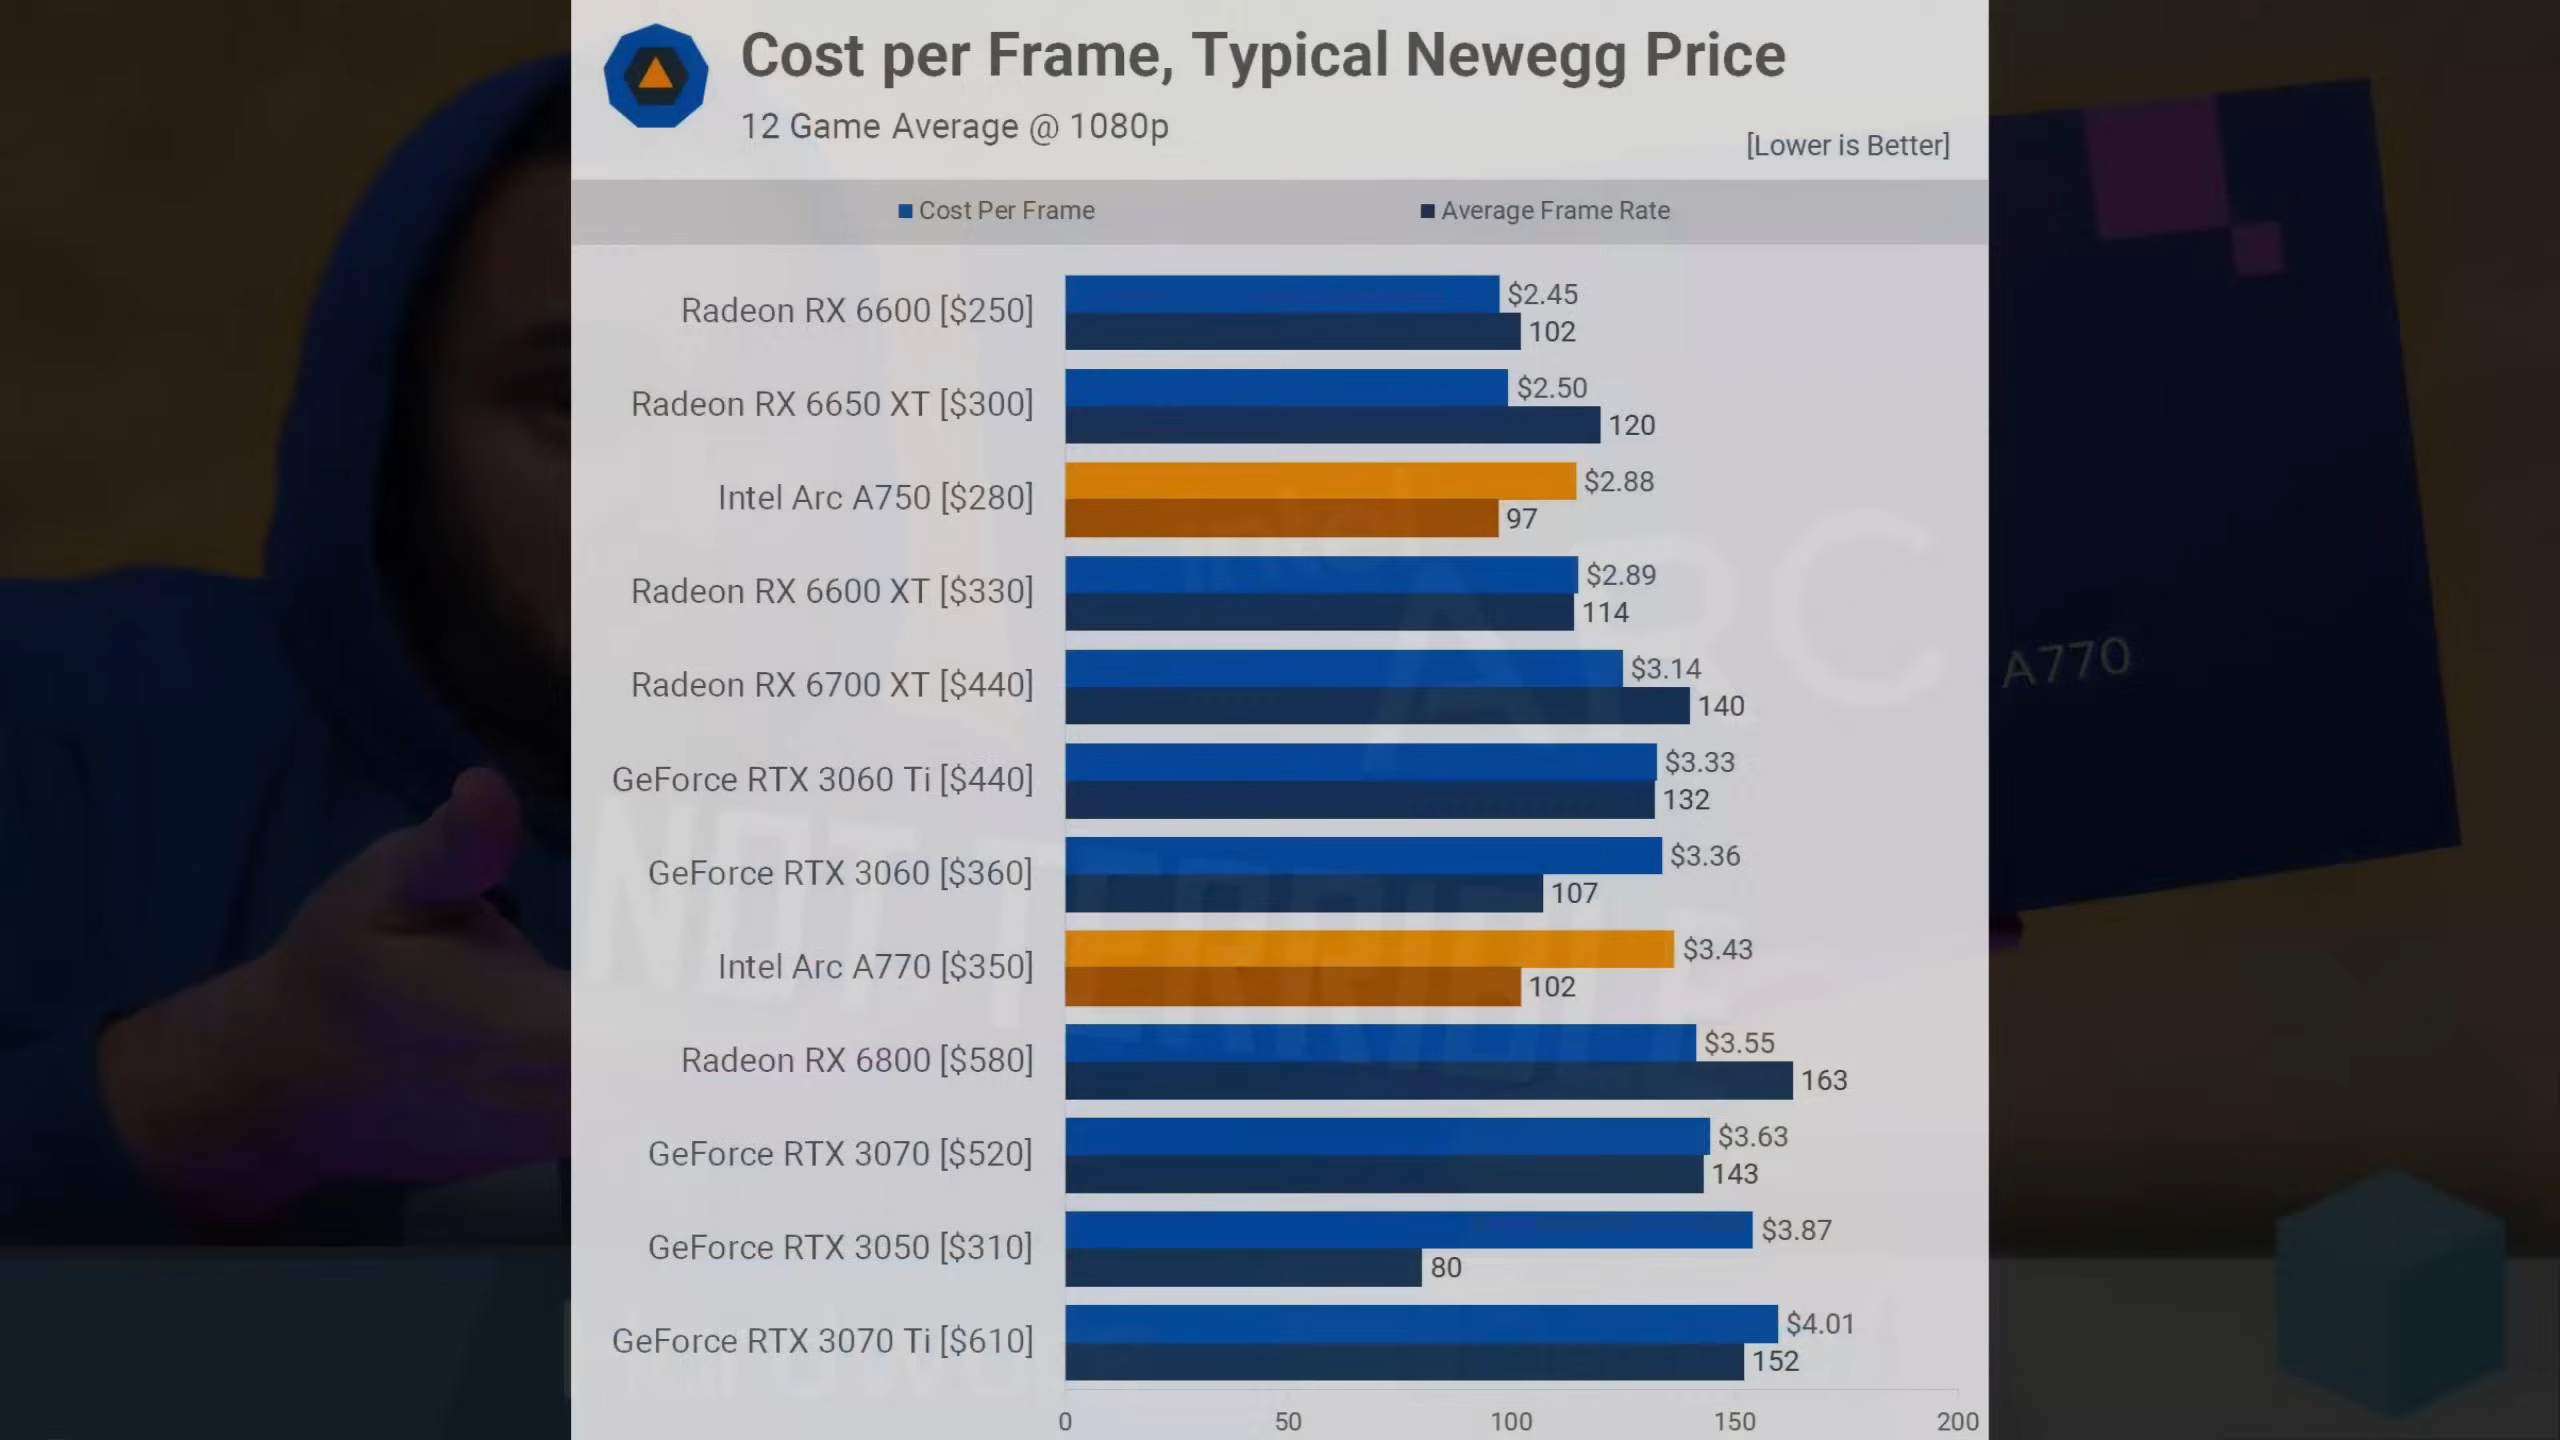 Cost per Frame, Typical Newegg Price
12 Game Average @ 1080p
[Lower is Better]
Cost Per Frame
Average Frame Rate
Radeon RX 6600 [$250]
$2.45
102
Radeon RX 6650 XT [$300]
$2.50
120
Intel Arc A750 [$280]
$2.88
97
Radeon RX 6600 XT [$330]
$2.89
114
Radeon RX 6700 XT [$440]
$3.14
140
GeForce RTX 3060 Ti [$440]
$3.33
132
GeForce RTX 3060 [$360]
$3.36
107
Intel Arc A770 [$350]
$3.43
102
Radeon RX 6800 [$580]
$3.55
163
GeForce RTX 3070 [$520]
$3.63
143
GeForce RTX 3050 [$310]
$3.87
80
GeForce RTX 3070 Ti [$610]
$4.01
152
0 50 100 150 200
intel
ARC
A770
NOT TERRIBLE